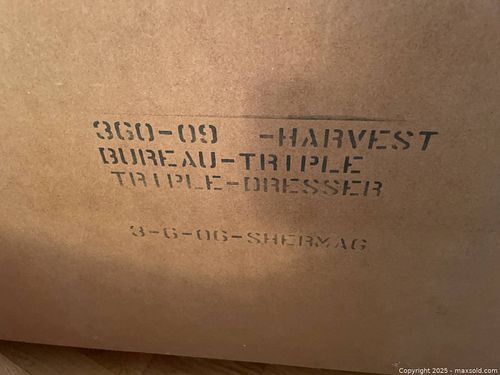 360-09 -HARVEST
BUREAU-TRIPLE
TRIPLE-DRESSER
3-6-06-SHERMAG
Copyright 2025 - maxsold.com